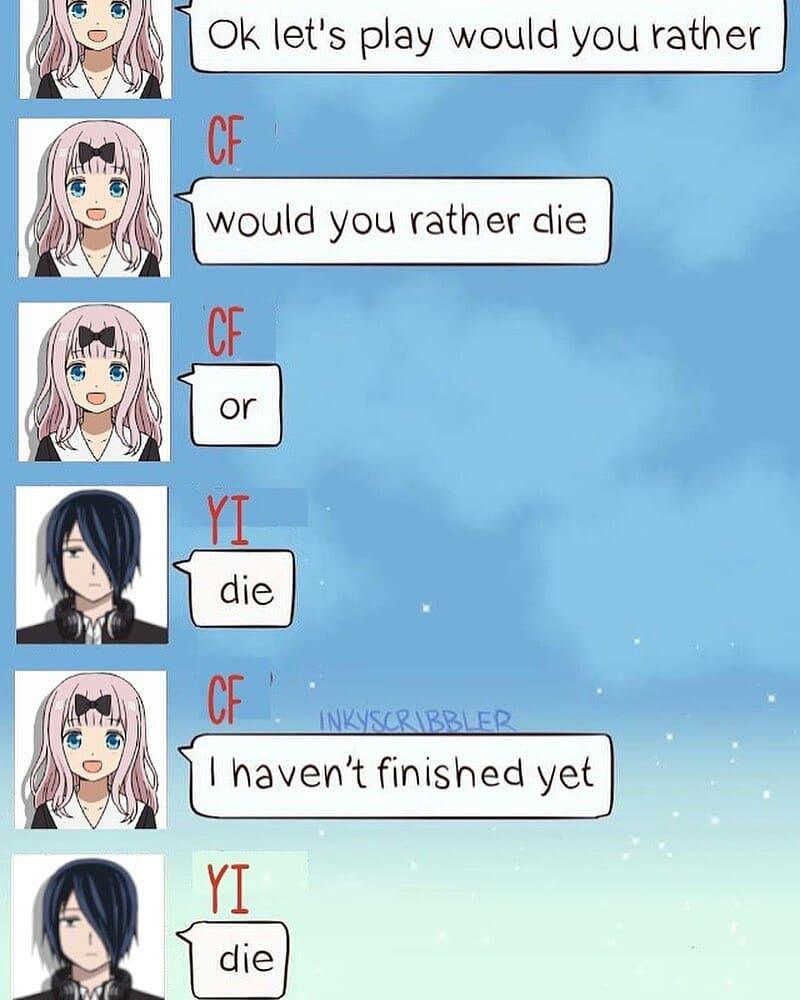 Ok let's play would you rather
CF
would you rather die
CF
or
YI
die
CF
INKYSCRIBBLER
I haven't finished yet
YI
die